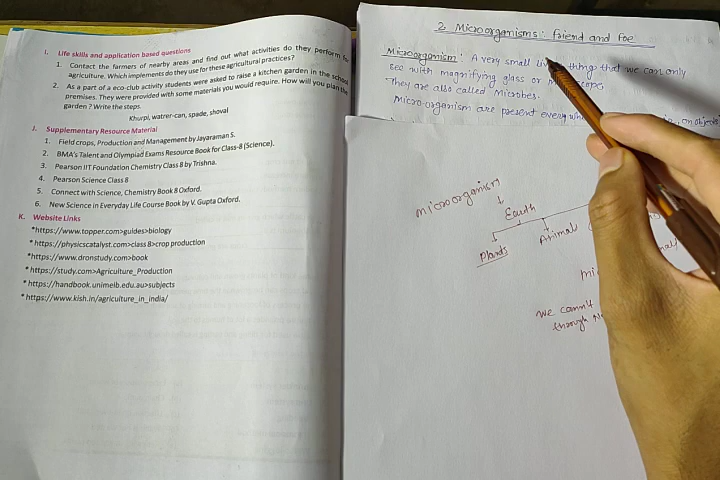 I. Life skills and application based questions
1. Contact the farmers of nearby areas and find out what activities do they perform
agriculture. Which implements do they use for these agricultural practices?
2. As a part of a eco-club activity students were asked to raise a kitchen garden in the school
premises. They were provided with some materials you would require. How will you plan the
garden ? Write the steps.
Khurpi, watrer-can, spade, shoval
J. Supplementary Resource Material
1. Field crops, Production and Management by Jayaraman S.
2. BMA's Talent and Olympiad Exams Resource Book for Class-8 (Science).
3. Pearson IIT Foundation Chemistry Class 8 by Trishna.
4. Pearson Science Class 8
5. Connect with Science, Chemistry Book 8 Oxford.
6. New Science in Everyday Life Course Book by V. Gupta Oxford.
K. Website Links
*https://www.topper.com>guides>biology
*https://physicscatalyst.com>class 8>crop production
*https://www.dronstudy.com>book
*https://study.com>Agriculture_Production
*https://handbook.unimelb.edu.au>subjects
*https://www.kish.in/agriculture_in_india/
2. Microorganisms: friend and foe
Microorganism: A very small things that we can only
see with magnifying glass or
They are also called Microbes.
Micro-organism are present on objects
microorganism
Earth
Plants
Animal
we cann't
through